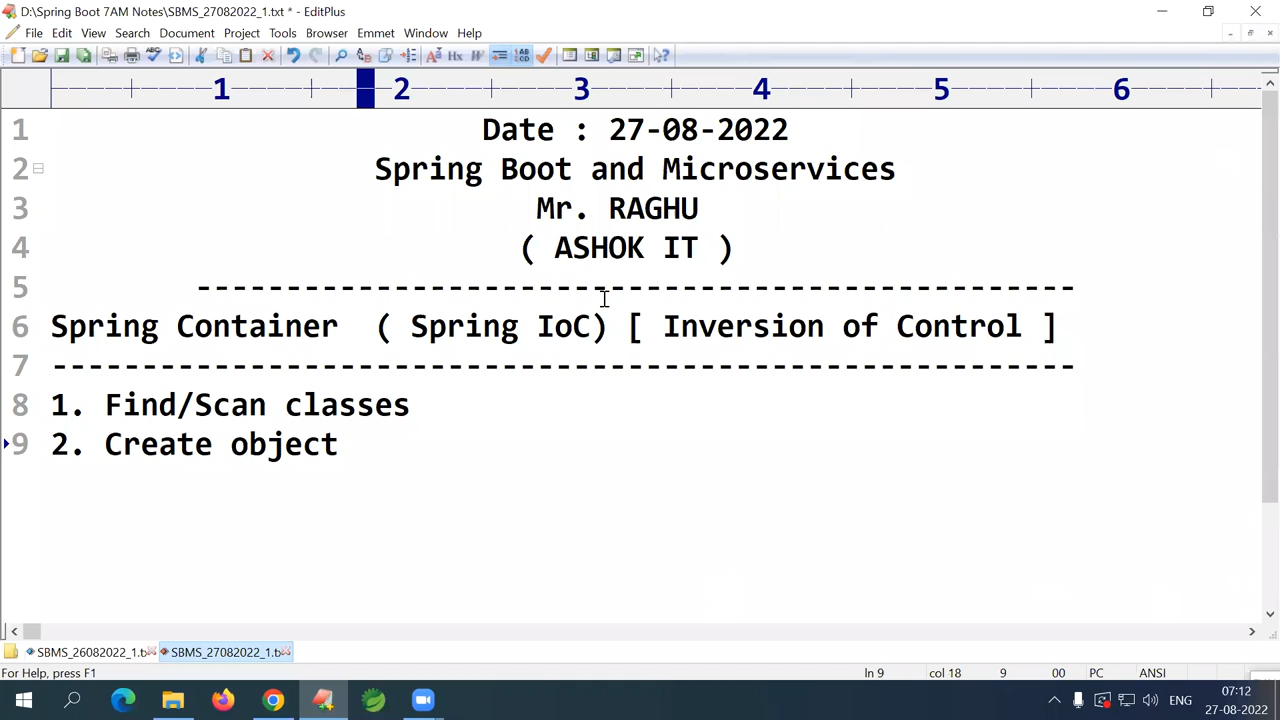 D:\Spring Boot 7AM Notes\SBMS_27082022_1.txt * - EditPlus
File Edit View Search Document Project Tools Browser Emmet Window Help
1 2 3 4 5 6
1 Date : 27-08-2022
2 Spring Boot and Microservices
3 Mr. RAGHU
4 ( ASHOK IT )
5 -------------------------------------------------
6 Spring Container ( Spring IoC) [ Inversion of Control ]
7 ---------------------------------------------------------
8 1. Find/Scan classes
9 2. Create object
SBMS_26082022_1.t SBMS_27082022_1.t
For Help, press F1 ln 9 col 18 9 00 PC ANSI
ENG 07:12
27-08-2022